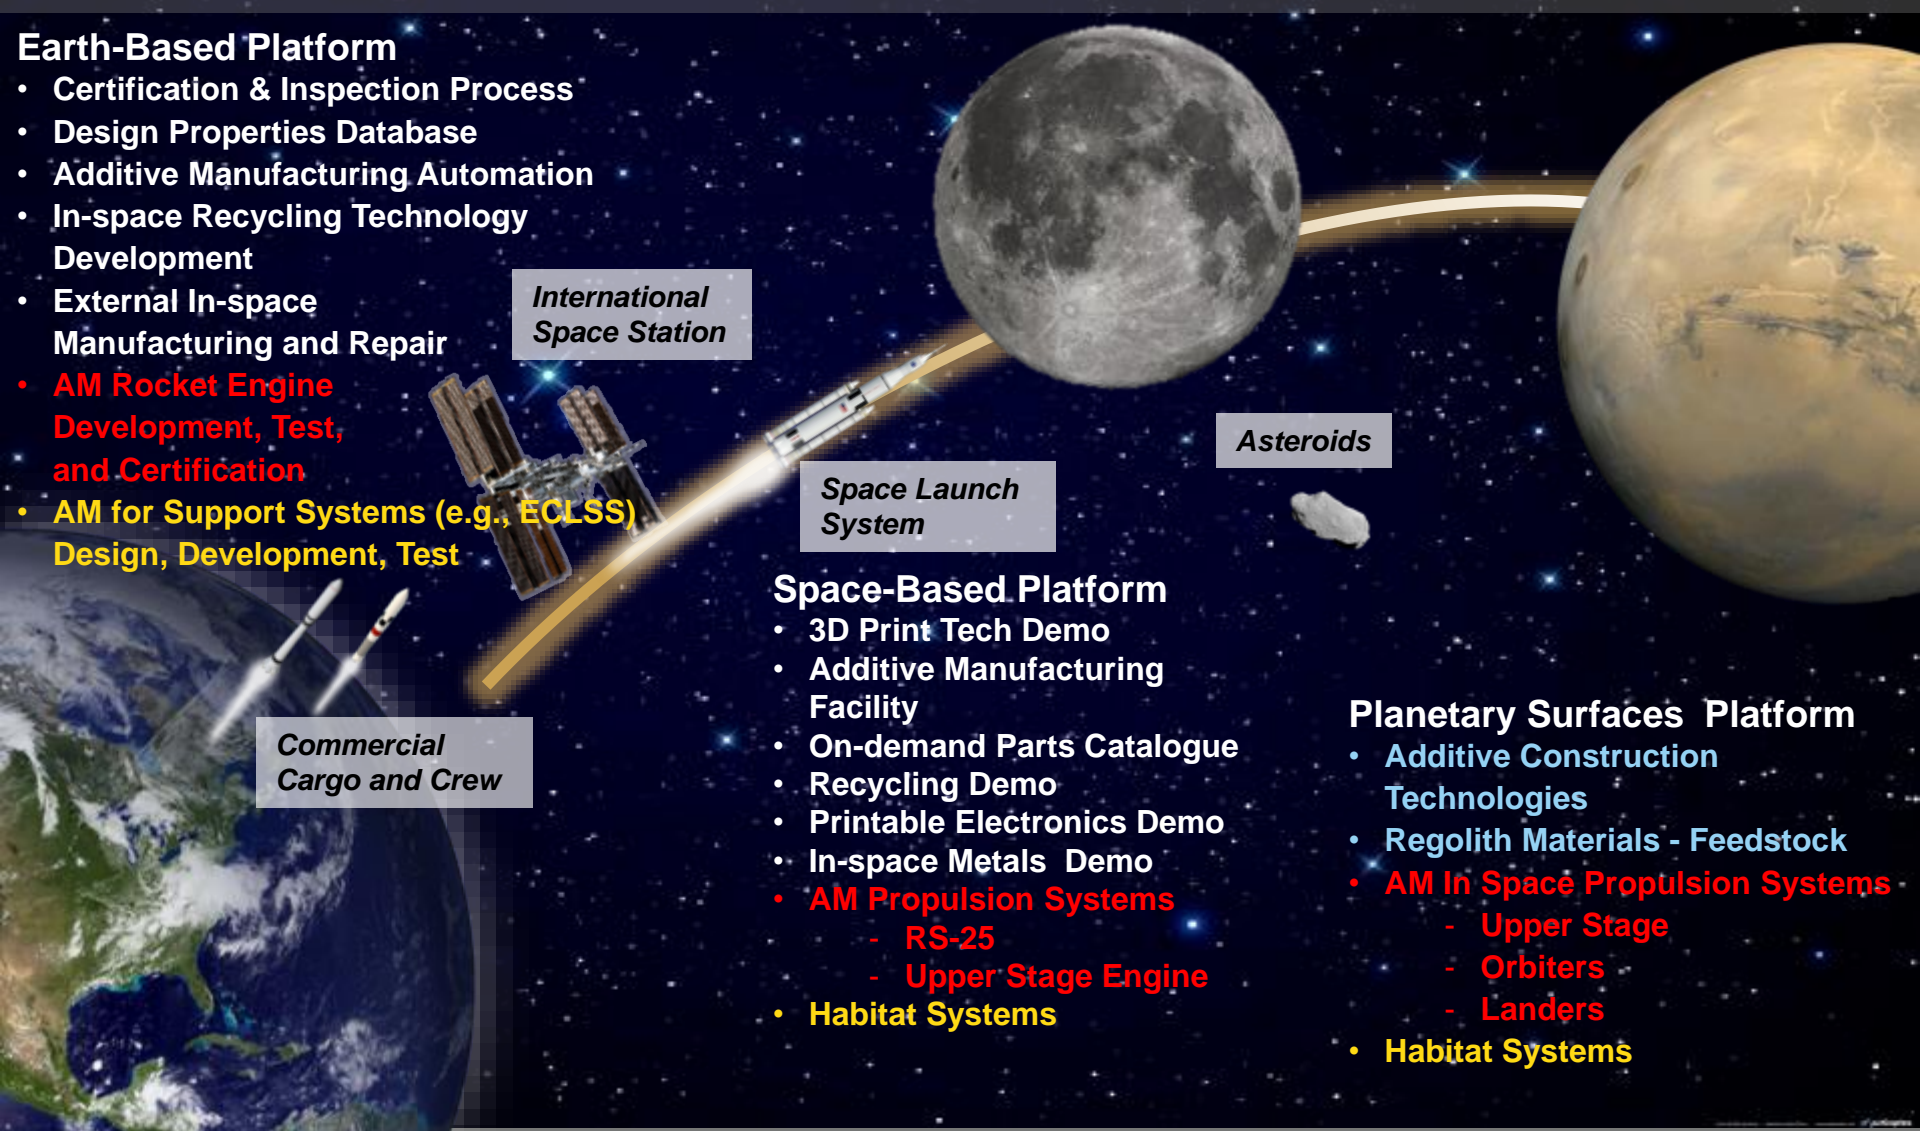 Earth-Based Platform
• Certification & Inspection Process
• Design Properties Database
• Additive Manufacturing Automation
• In-space Recycling Technology
Development
• External In-space
Manufacturing and Repair
• AM Rocket Engine
Development, Test,
and Certification
• AM for Support Systems (e.g., ECLSS)
Design, Development, Test
International
Space Station
Commercial
Cargo and Crew
Space Launch
System
Asteroids
Space-Based Platform
• 3D Print Tech Demo
• Additive Manufacturing
Facility
• On-demand Parts Catalogue
• Recycling Demo
• Printable Electronics Demo
• In-space Metals  Demo
• AM Propulsion Systems
- RS-25
- Upper Stage Engine
• Habitat Systems
Planetary Surfaces  Platform
• Additive Construction
Technologies
• Regolith Materials - Feedstock
• AM In Space Propulsion Systems
- Upper Stage
- Orbiters
- Landers
• Habitat Systems